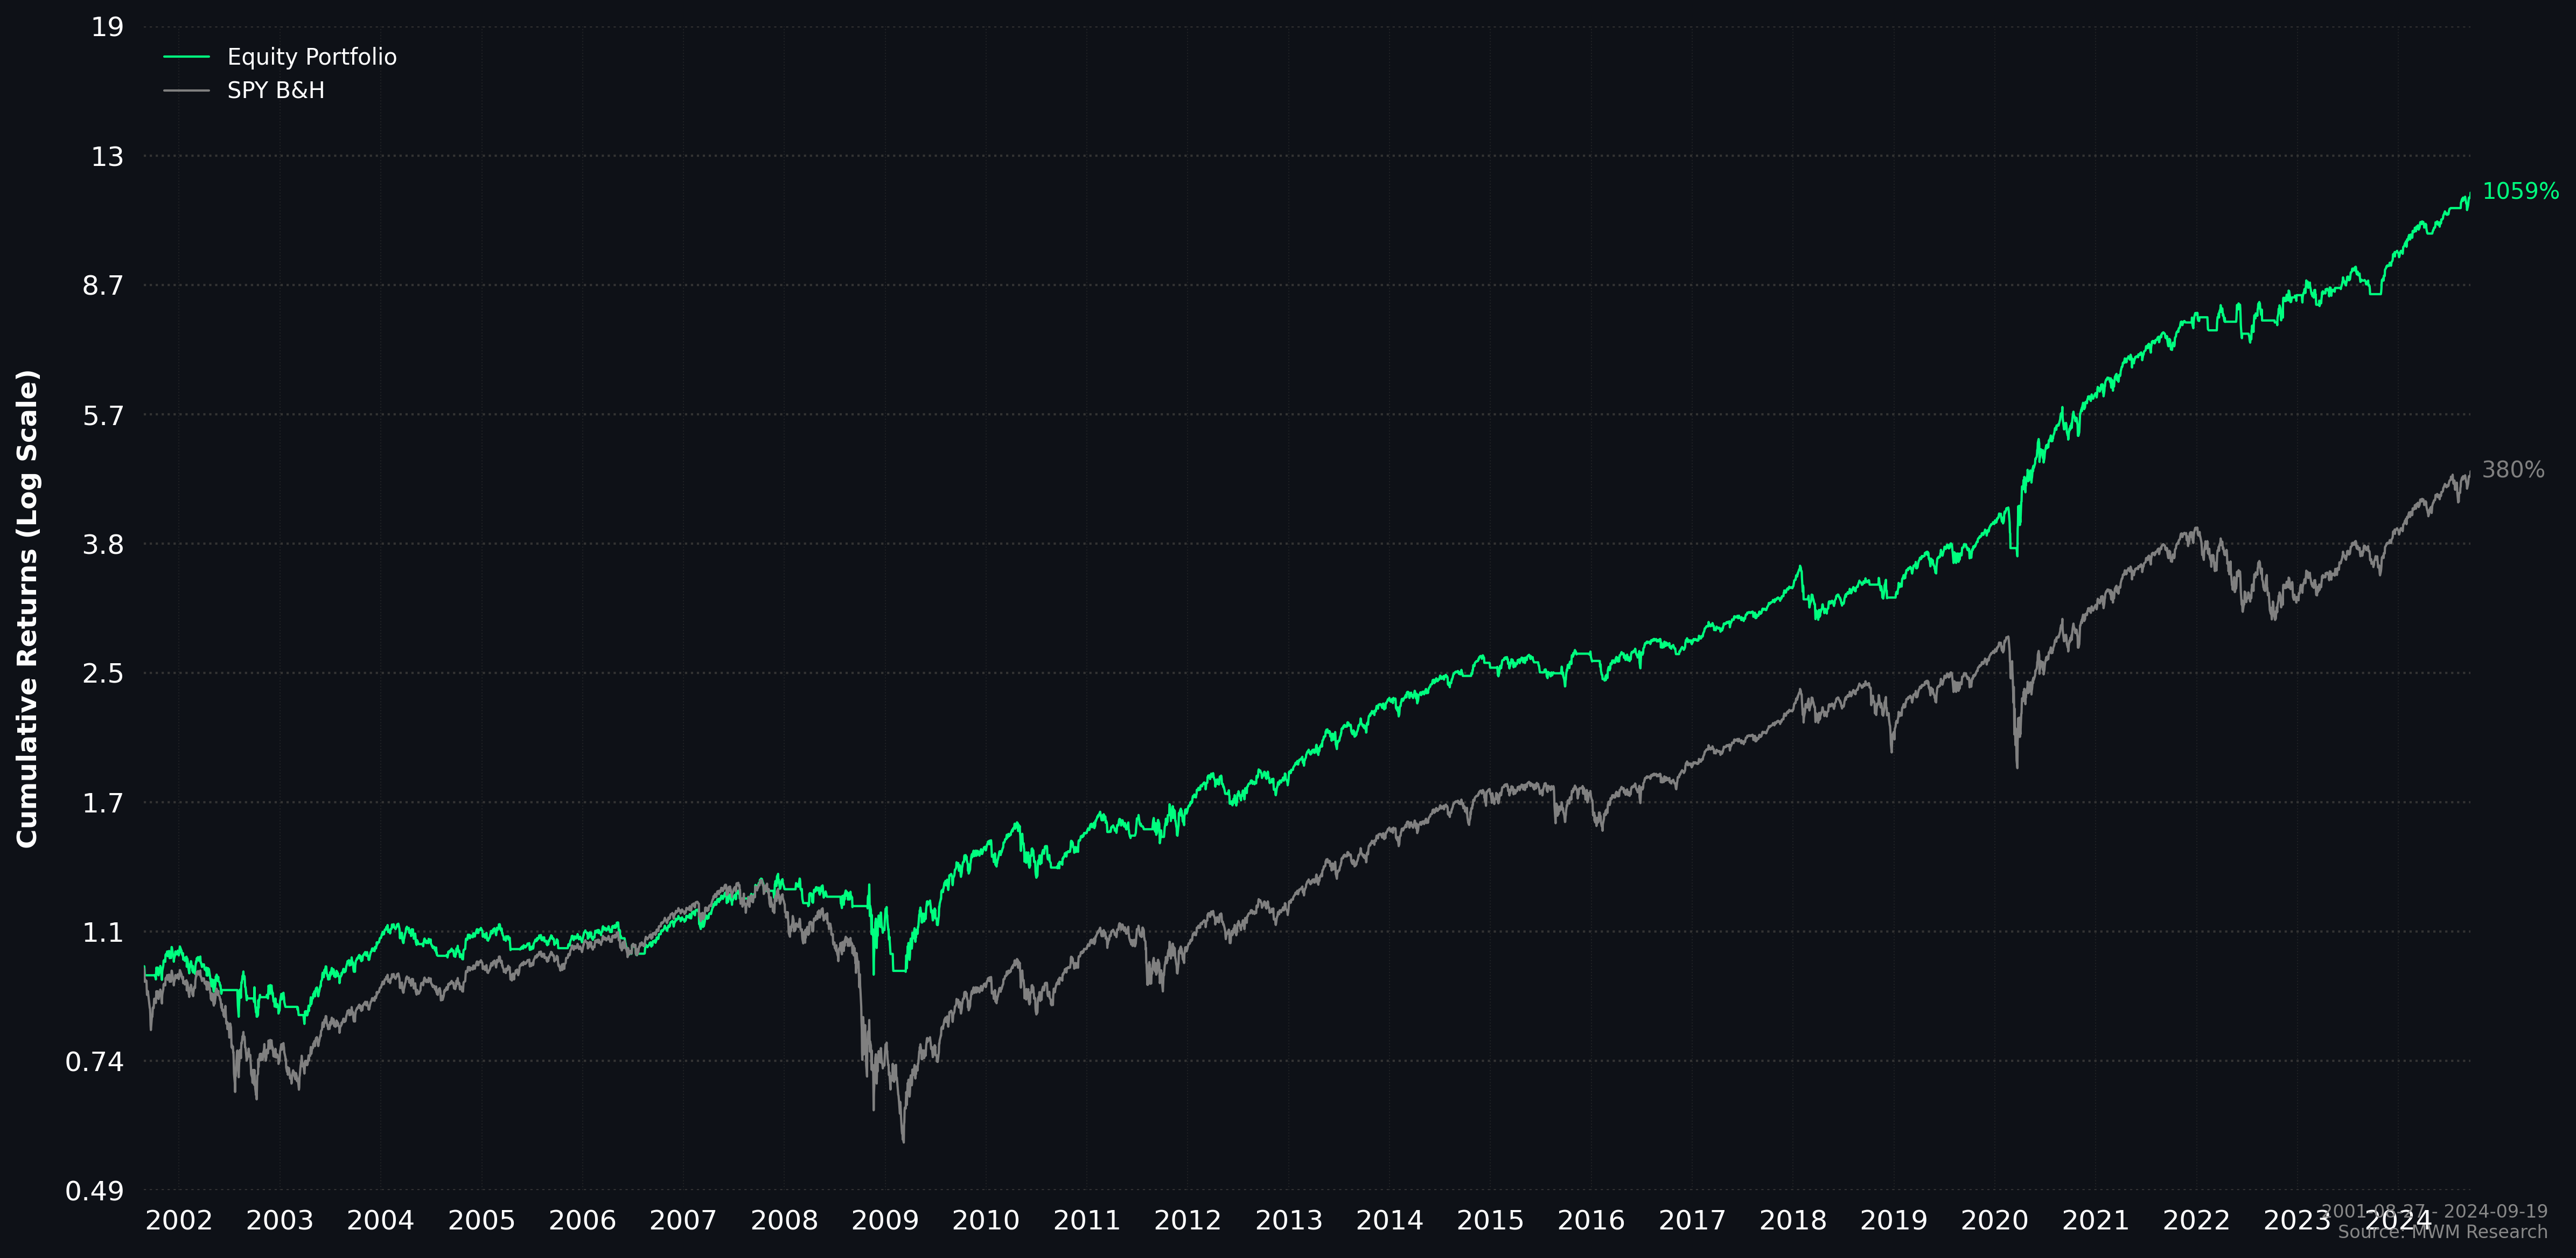 19
Equity Portfolio
SPY B&H
13
1059%
8.7
5.7
380%
3.8
2.5
1.7
1.1
0.74
0.49
Cumulative Returns (Log Scale)
2002 2003 2004 2005 2006 2007 2008 2009 2010 2011 2012 2013 2014 2015 2016 2017 2018 2019 2020 2021 2022 2023 2024
2001-08-27 - 2024-09-19
Source: MWM Research